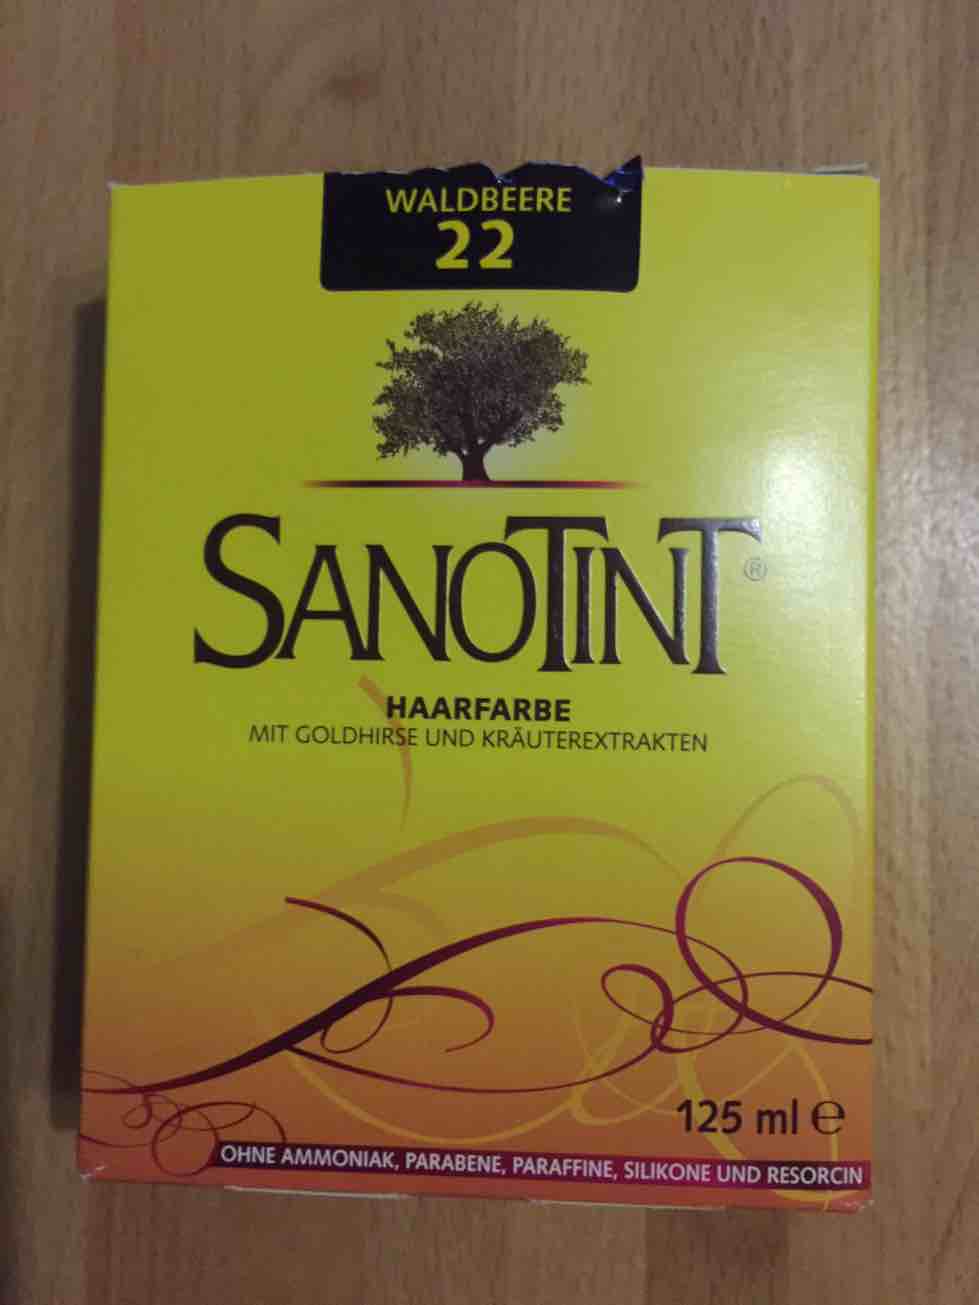 WALDBEERE
22
SANOTINT®
HAARFARBE
MIT GOLDHIRSE UND KRÄUTEREXTRAKTEN
125 ml ℮
OHNE AMMONIAK, PARABENE, PARAFFINE, SILIKONE UND RESORCIN